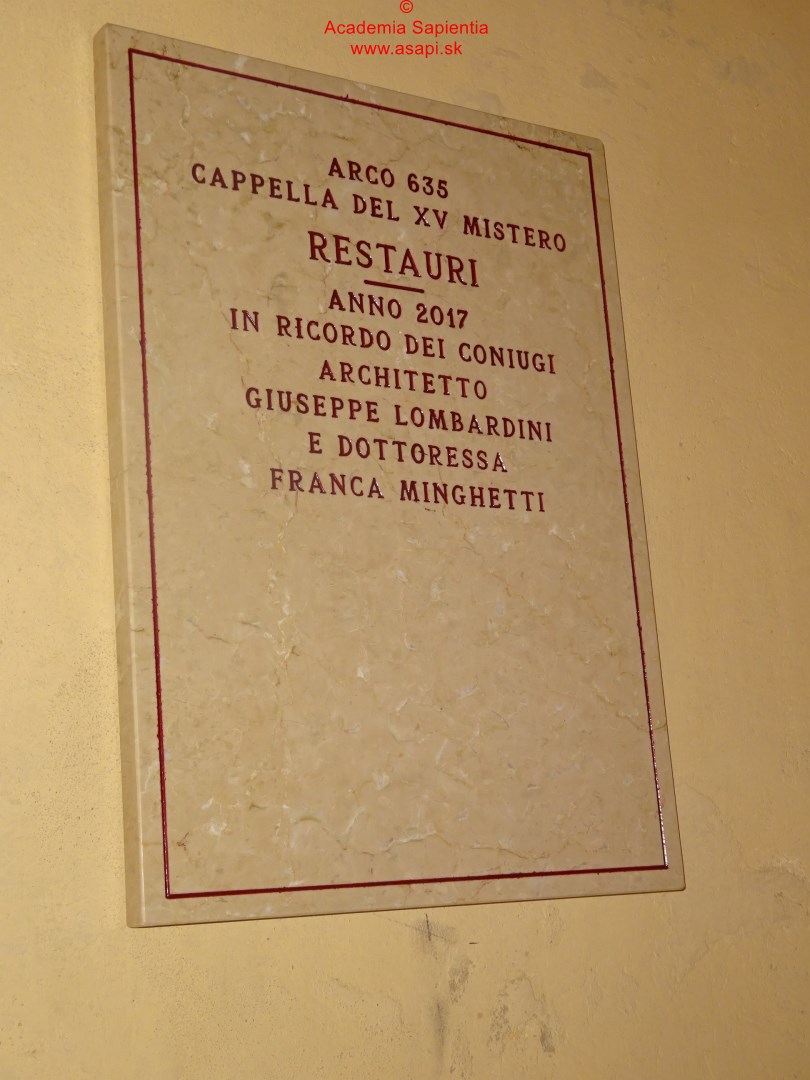 ©
Academia Sapientia
www.asapi.sk
ARCO 635
CAPPELLA DEL XV MISTERO
RESTAURI
ANNO 2017
IN RICORDO DEI CONIUGI
ARCHITETTO
GIUSEPPE LOMBARDINI
E DOTTORESSA
FRANCA MINGHETTI